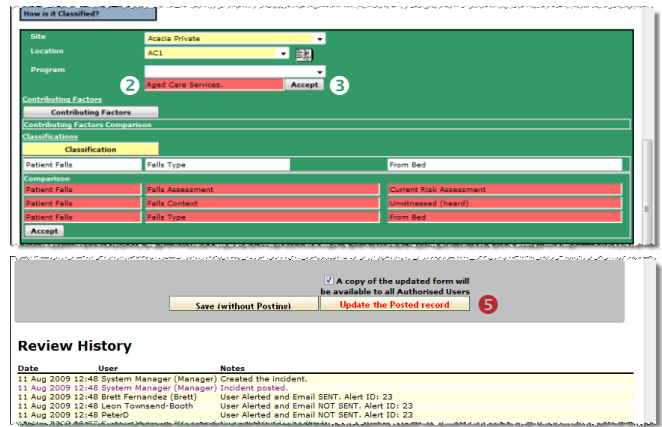 How is it Classified?
Site Acacia Private
Location AC1
Program
2 Aged Care Services. Accept 3
Contributing Factors
Contributing Factors
Contributing Factors Comparison
Classifications
Classification
Patient Falls Falls Type From Bed
Comparison
Patient Falls Falls Assessment Current Risk Assessment
Patient Falls Falls Context Unwitnessed (heard)
Patient Falls Falls Type From Bed
Accept
A copy of the updated form will
be available to all Authorised Users
Save (without Posting) Update the Posted record 5
Review History
Date User Notes
11 Aug 2009 12:48 System Manager (Manager) Created the incident.
11 Aug 2009 12:48 System Manager (Manager) Incident posted.
11 Aug 2009 12:48 Brett Fernandez (Brett) User Alerted and Email SENT. Alert ID: 23
11 Aug 2009 12:48 Leon Townsend-Booth User Alerted and Email NOT SENT. Alert ID: 23
11 Aug 2009 12:48 PeterD User Alerted and Email NOT SENT. Alert ID: 23